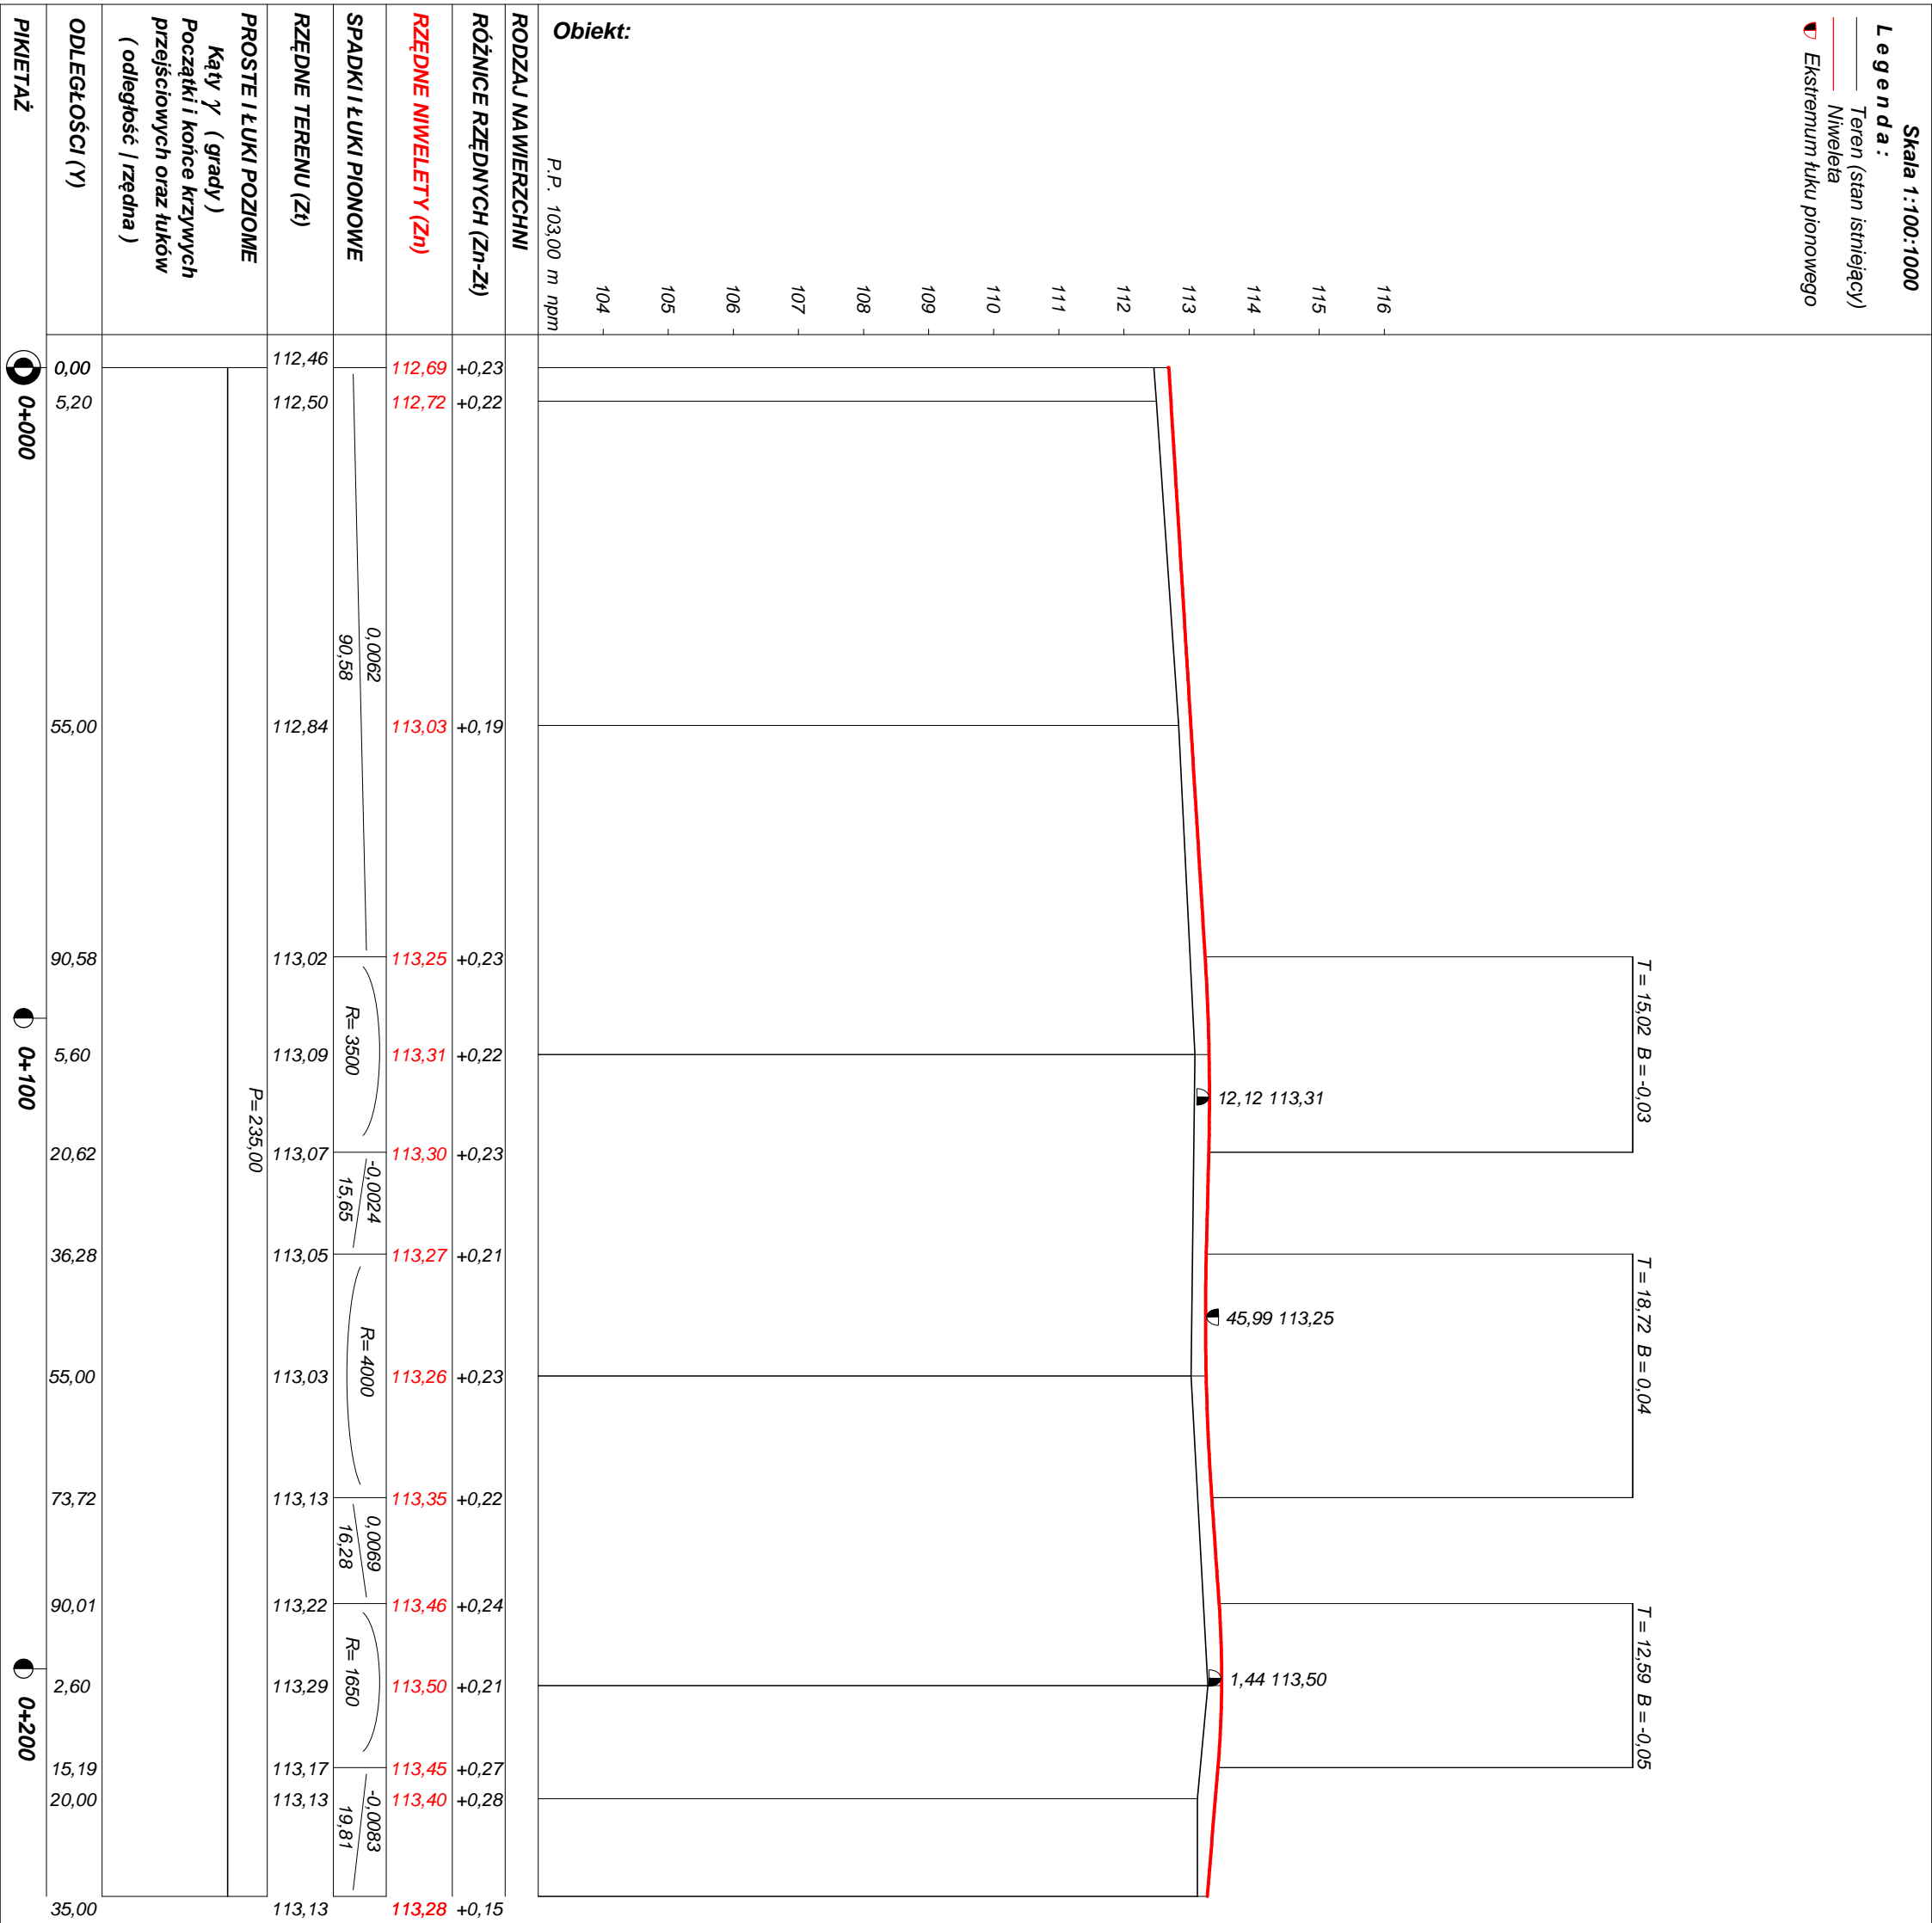 Skala 1:100:1000
Legenda:
Teren (stan istniejący)
Niweleta
Ekstremum łuku pionowego
T = 15,02 B = -0,03
T = 18,72 B = 0,04
T = 12,59 B = -0,05
12,12 113,31
45,99 113,25
1,44 113,50
116
115
114
113
112
111
110
109
108
107
106
105
104
P.P. 103,00 m npm
Obiekt:
RODZAJ NAWIERZCHNI
RÓŻNICE RZĘDNYCH (Zn-Zt)
+0,23 +0,22 +0,19 +0,23 +0,22 +0,23 +0,21 +0,23 +0,22 +0,24 +0,21 +0,27 +0,28 +0,15
RZĘDNE NIWELETY (Zn)
112,69 112,72 113,03 113,25 113,31 113,30 113,27 113,26 113,35 113,46 113,50 113,45 113,40 113,28
SPADKI I ŁUKI PIONOWE
0,0062
90,58
R= 3500
-0,0024
15,65
R= 4000
0,0069
16,28
R= 1650
-0,0083
19,81
RZĘDNE TERENU (Zt)
112,46 112,50 112,84 113,02 113,09 113,07 113,05 113,03 113,13 113,22 113,29 113,17 113,13 113,13
PROSTE I ŁUKI POZIOME
P= 235,00
Kąty γ ( grady )
Początki i końce krzywych
przejściowych oraz łuków
( odległość | rzędna )
ODLEGŁOŚCI (Y)
0,00 5,20 55,00 90,58 5,60 20,62 36,28 55,00 73,72 90,01 2,60 15,19 20,00 35,00
PIKIETAŻ
0+000 0+100 0+200